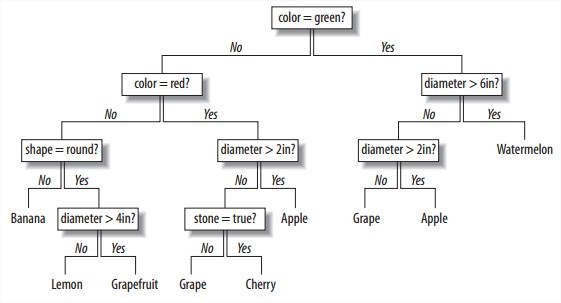 color = green?
No
Yes
color = red?
diameter > 6in?
No
Yes
No
Yes
shape = round?
diameter > 2in?
diameter > 2in?
Watermelon
No
Yes
No
Yes
No
Yes
Banana
diameter > 4in?
stone = true?
Apple
Grape
Apple
No
Yes
No
Yes
Lemon
Grapefruit
Grape
Cherry